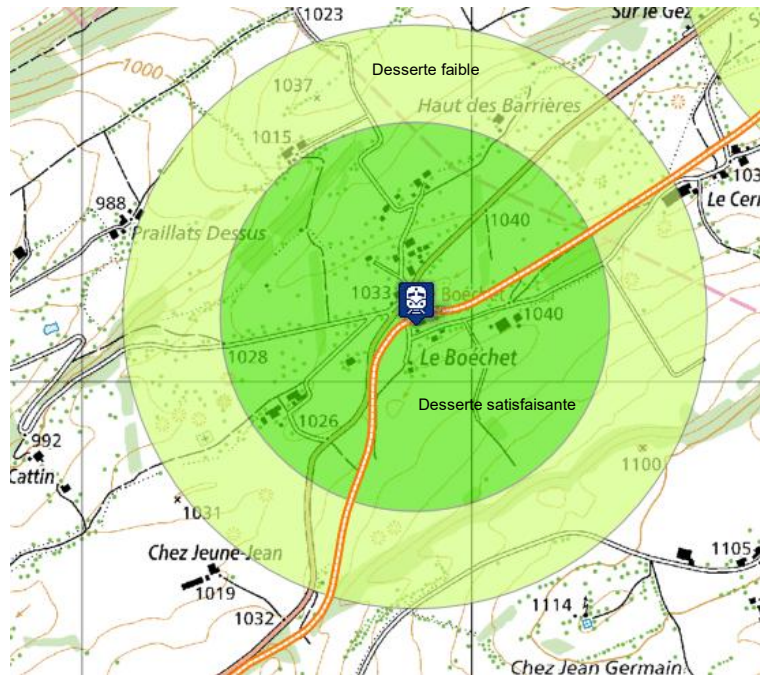 1023
Sur le Gez
Desserte faible
1000
1037
Haut des Barrières
1015
988
Praillats Dessus
1040
Le Cern
1033
Boéchet
1040
1028
Le Boéchet
Desserte satisfaisante
1026
992
Cattin
1100
1031
Chez Jeune-Jean
1019
1105
1114
1032
Chez Jean Germain